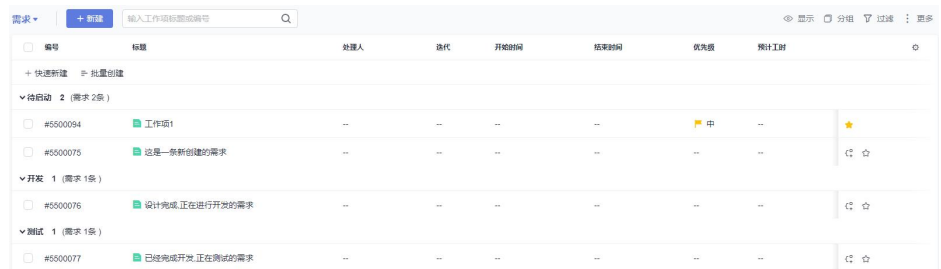 需求 + 新建 输入工作项标题或编号 显示 分组 过滤 更多
编号 标题 处理人 迭代 开始时间 结束时间 优先级 预计工时
+ 快速新建 批量创建
待启动 2 (需求 2条)
#5500094 工作项1 -- -- -- -- 中 --
#5500075 这是一条新创建的需求 -- -- -- -- -- --
开发 1 (需求 1条)
#5500076 设计完成,正在进行开发的需求 -- -- -- -- -- --
测试 1 (需求 1条)
#5500077 已经完成开发,正在测试的需求 -- -- -- -- -- --